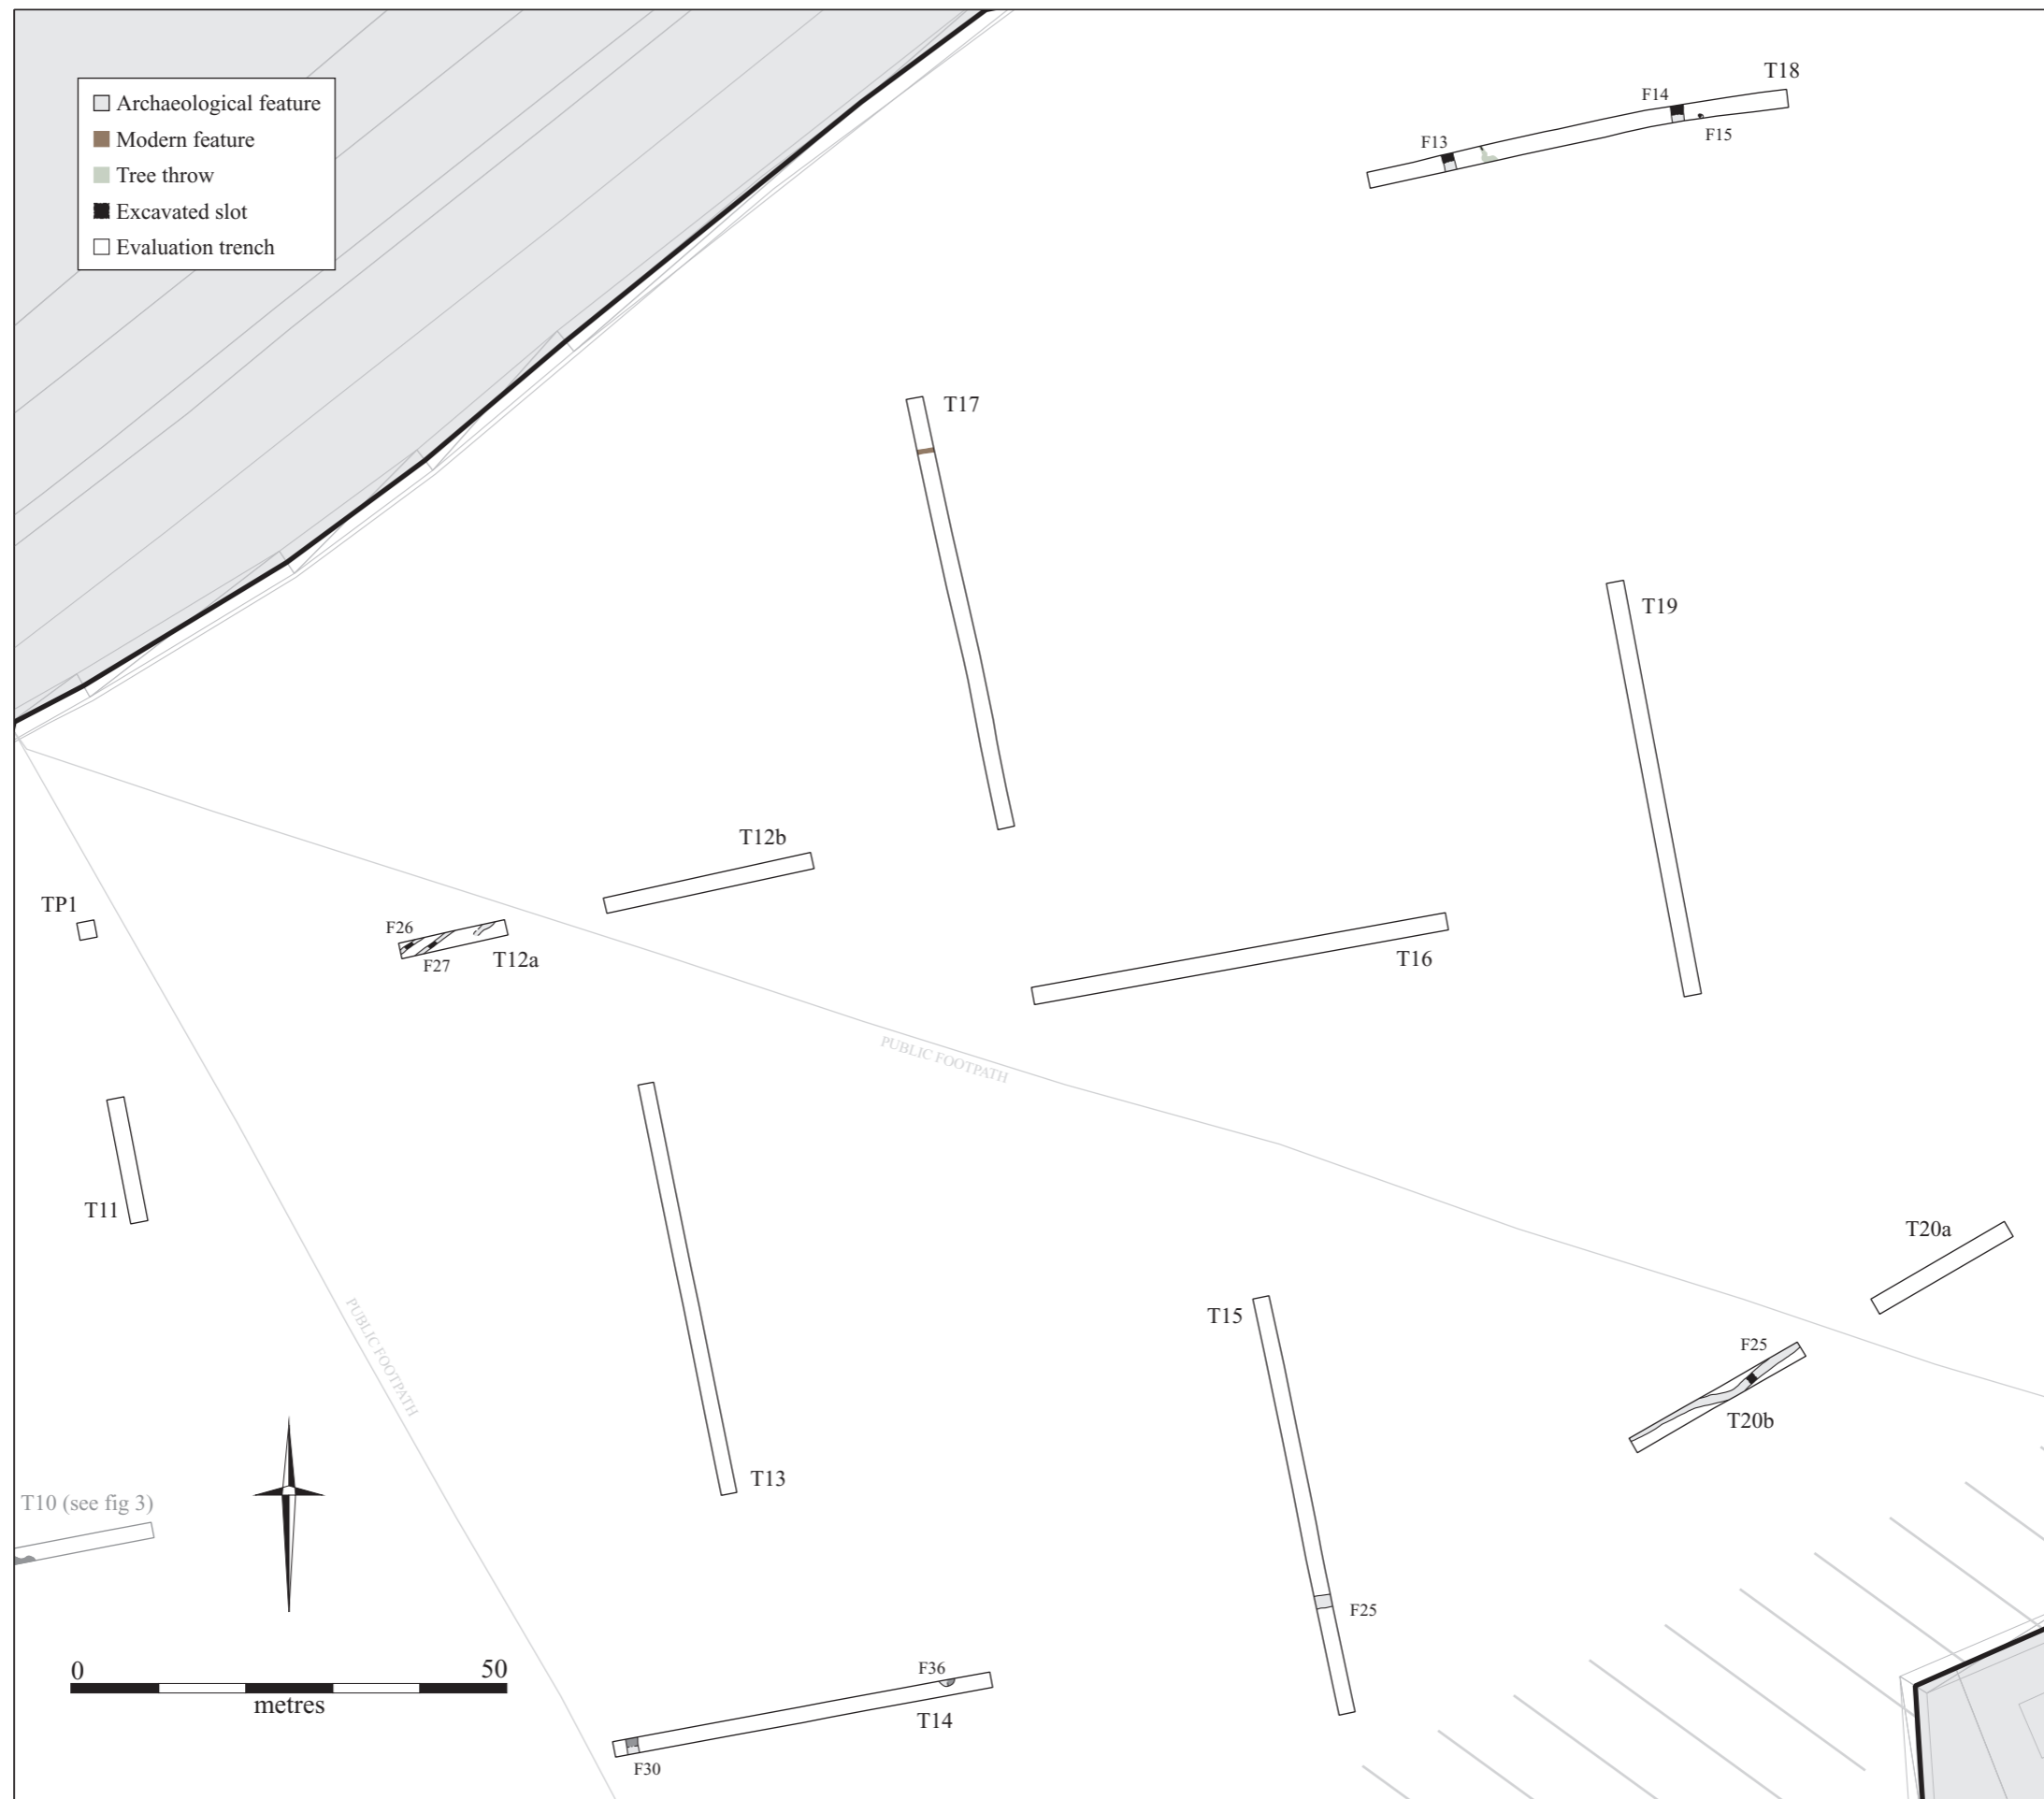 Archaeological feature
Modern feature
Tree throw
Excavated slot
Evaluation trench
T18
F14
F15
F13
T17
T19
T12b
TP1
F26
F27
T12a
T16
PUBLIC FOOTPATH
T11
T20a
T15
PUBLIC FOOTPATH
F25
T20b
T13
T10 (see fig 3)
F25
0 50
metres
F36
T14
F30